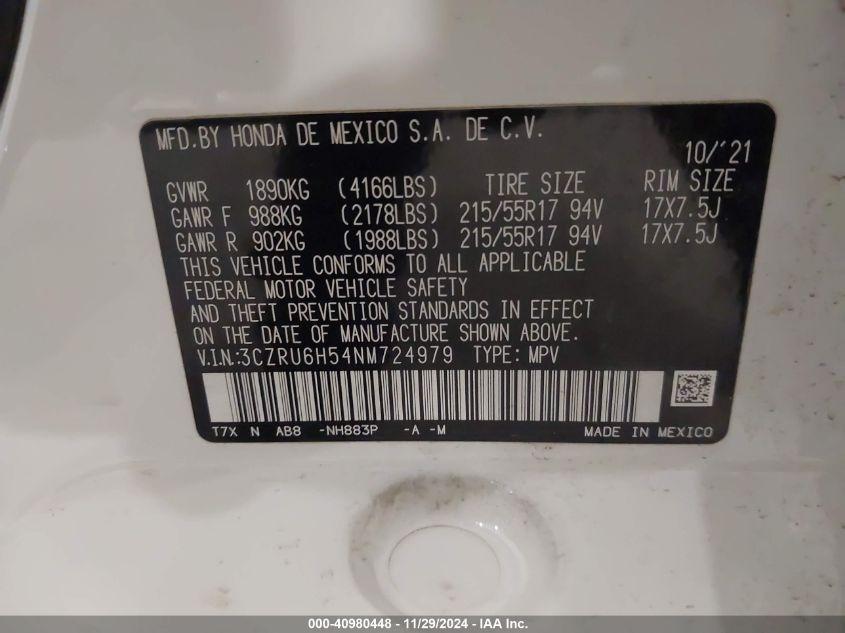 MFD.BY HONDA DE MEXICO S.A. DE C.V.
10/'21
GVWR 1890KG (4166LBS) TIRE SIZE RIM SIZE
GAWR F 988KG (2178LBS) 215/55R17 94V 17X7.5J
GAWR R 902KG (1988LBS) 215/55R17 94V 17X7.5J
THIS VEHICLE CONFORMS TO ALL APPLICABLE
FEDERAL MOTOR VEHICLE SAFETY
AND THEFT PREVENTION STANDARDS IN EFFECT
ON THE DATE OF MANUFACTURE SHOWN ABOVE.
V.I.N.:3CZRU6H54NM724979 TYPE: MPV
T7X N AB8 -NH883P -A -M MADE IN MEXICO
000-40980448 - 11/29/2024 - IAA Inc.